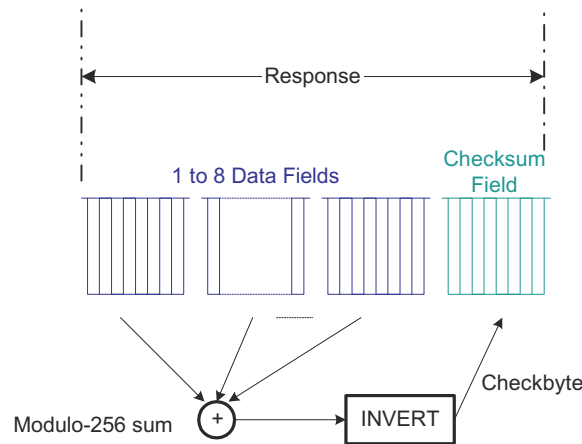 Response
1 to 8 Data Fields
Checksum
Field
Checkbyte
Modulo-256 sum
+
INVERT